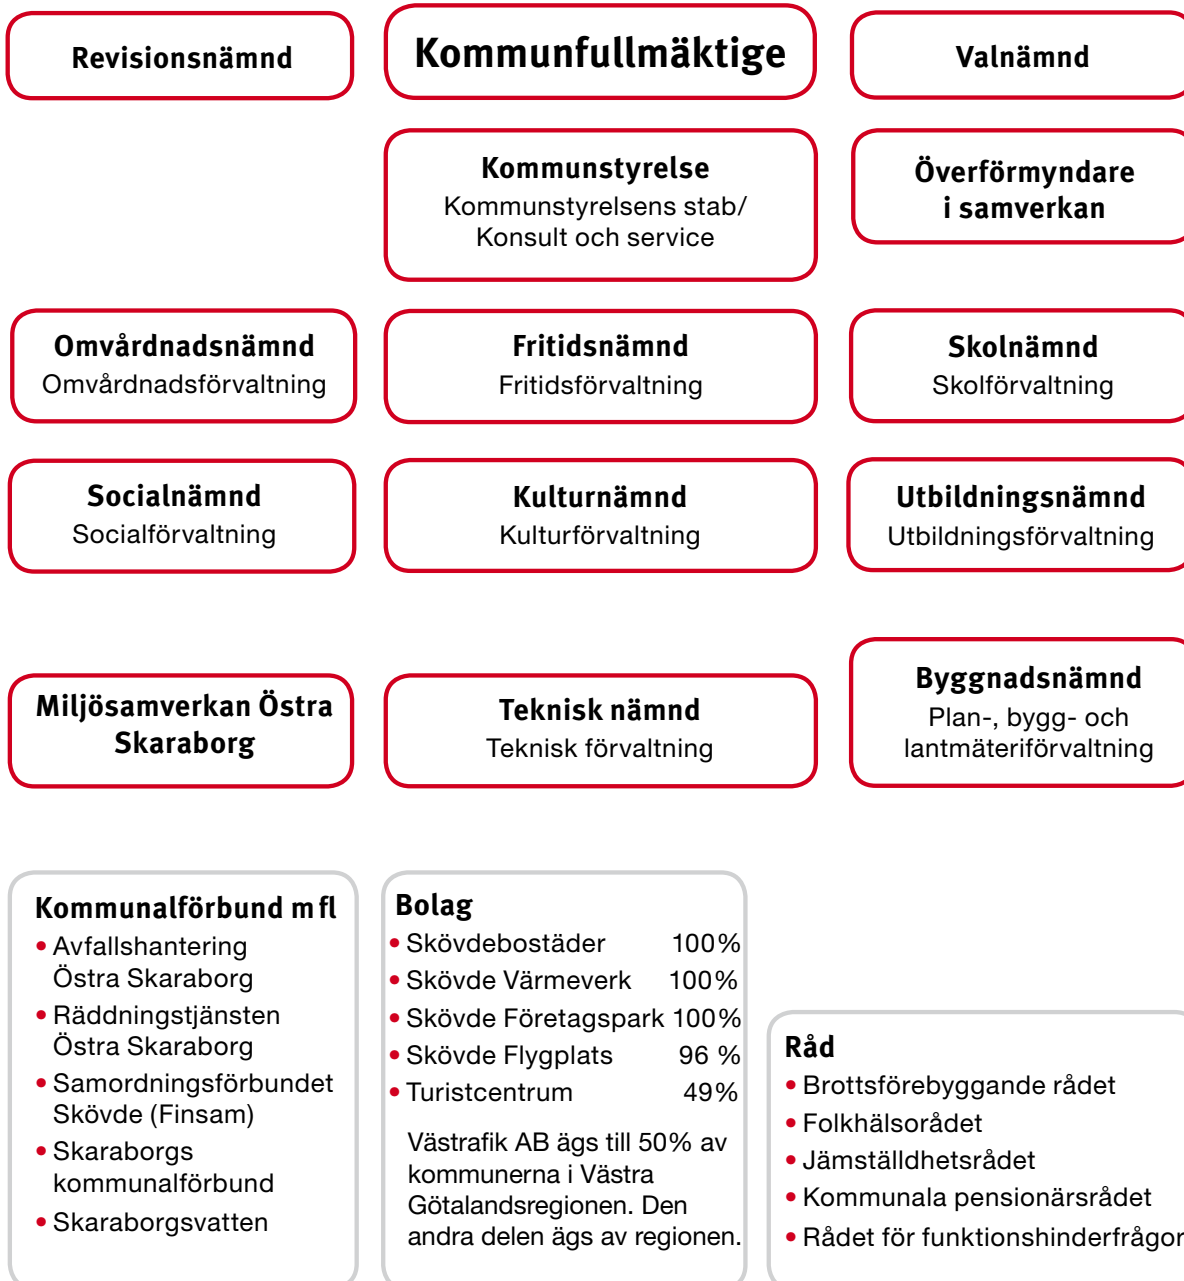 Revisionsnämnd
Kommunfullmäktige
Valnämnd
Kommunstyrelse
Kommunstyrelsens stab/
Konsult och service
Överförmyndare
i samverkan
Omvårdnadsnämnd
Omvårdnadsförvaltning
Fritidsnämnd
Fritidsförvaltning
Skolnämnd
Skolförvaltning
Socialnämnd
Socialförvaltning
Kulturnämnd
Kulturförvaltning
Utbildningsnämnd
Utbildningsförvaltning
Miljösamverkan Östra
Skaraborg
Teknisk nämnd
Teknisk förvaltning
Byggnadsnämnd
Plan-, bygg- och
lantmäteriförvaltning
Kommunalförbund m fl
• Avfallshantering
Östra Skaraborg
• Räddningstjänsten
Östra Skaraborg
• Samordningsförbundet
Skövde (Finsam)
• Skaraborgs
kommunalförbund
• Skaraborgsvatten
Bolag
• Skövdebostäder 100%
• Skövde Värmeverk 100%
• Skövde Företagspark 100%
• Skövde Flygplats 96 %
• Turistcentrum 49%
Västrafik AB ägs till 50% av
kommunerna i Västra
Götalandsregionen. Den
andra delen ägs av regionen.
Råd
• Brottsförebyggande rådet
• Folkhälsorådet
• Jämställdhetsrådet
• Kommunala pensionärsrådet
• Rådet för funktionshinderfrågor